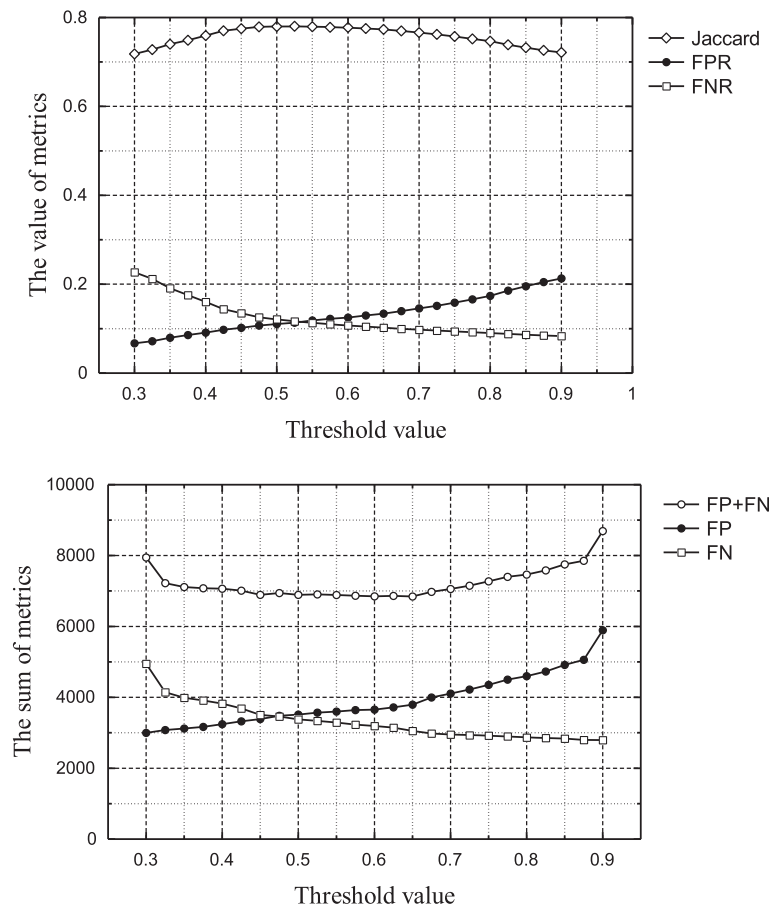 The value of metrics
0.8
0.6
0.4
0.2
0
0.3 0.4 0.5 0.6 0.7 0.8 0.9 1
Threshold value
Jaccard
FPR
FNR
The sum of metrics
10000
8000
6000
4000
2000
0
0.3 0.4 0.5 0.6 0.7 0.8 0.9
Threshold value
FP+FN
FP
FN